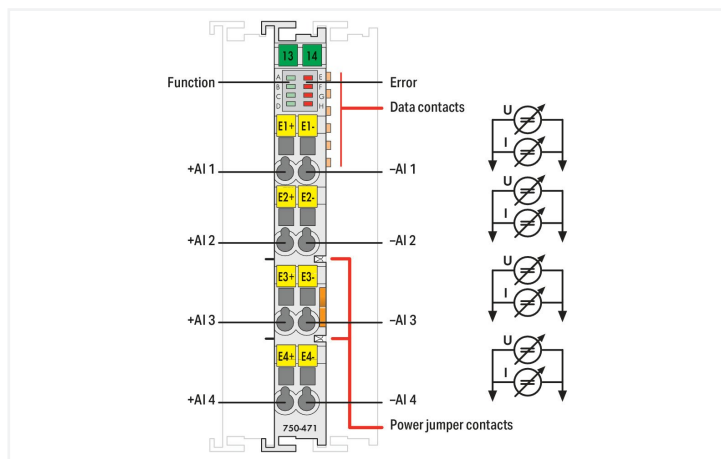 13 14
Function
A E
Error
B F
C G
D H
Data contacts
E1+ E1-
+AI 1
–AI 1
E2+ E2-
+AI 2
–AI 2
E3+ E3-
+AI 3
–AI 3
E4+ E4-
+AI 4
–AI 4
750-471
Power jumper contacts
U
I
U
I
U
I
U
I